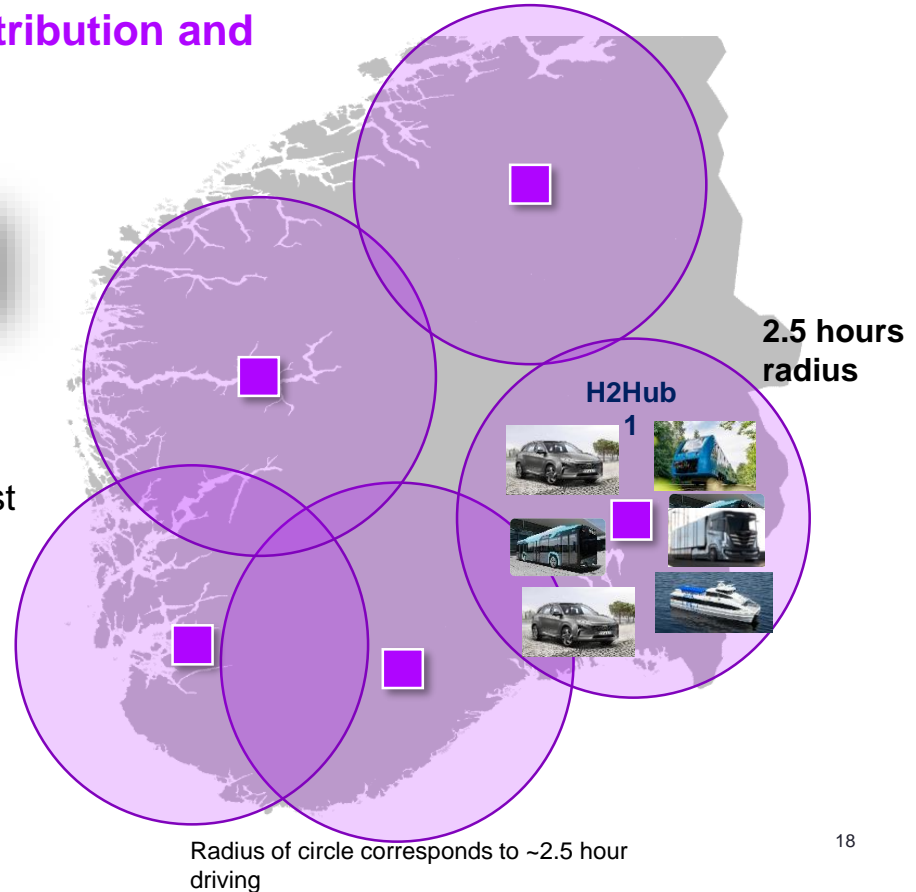 tribution and
2.5 hours
radius
H2Hub
1
st
Radius of circle corresponds to ~2.5 hour
driving
18